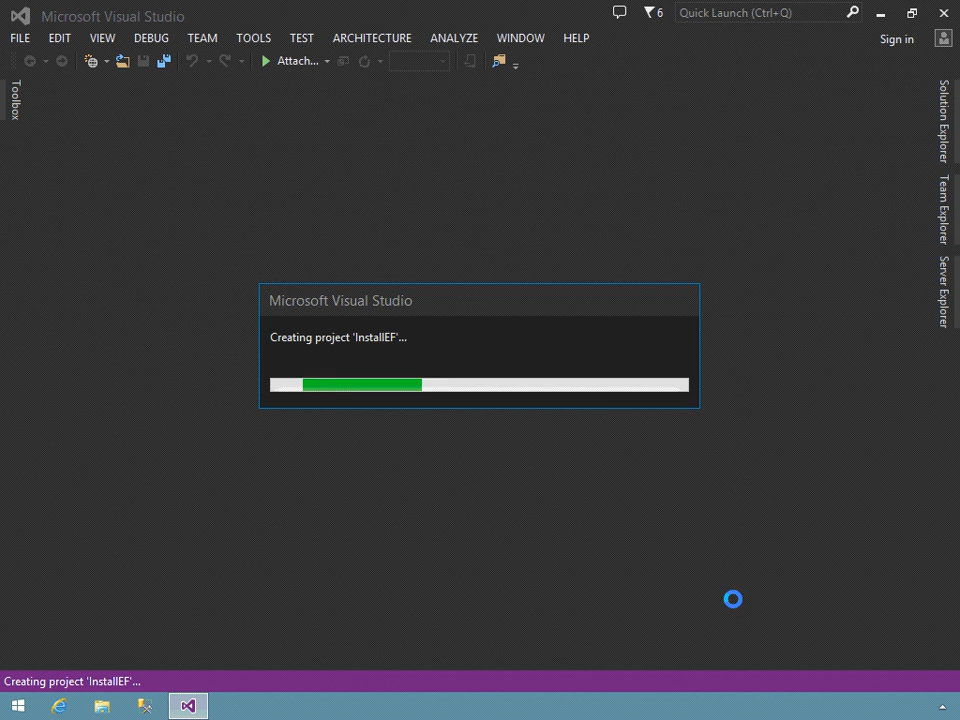 Microsoft Visual Studio
6
Quick Launch (Ctrl+Q)
FILE EDIT VIEW DEBUG TEAM TOOLS TEST ARCHITECTURE ANALYZE WINDOW HELP
Sign in
Attach...
Toolbox
Solution Explorer
Team Explorer
Server Explorer
Microsoft Visual Studio
Creating project 'InstallEF'...
Creating project 'InstallEF'...